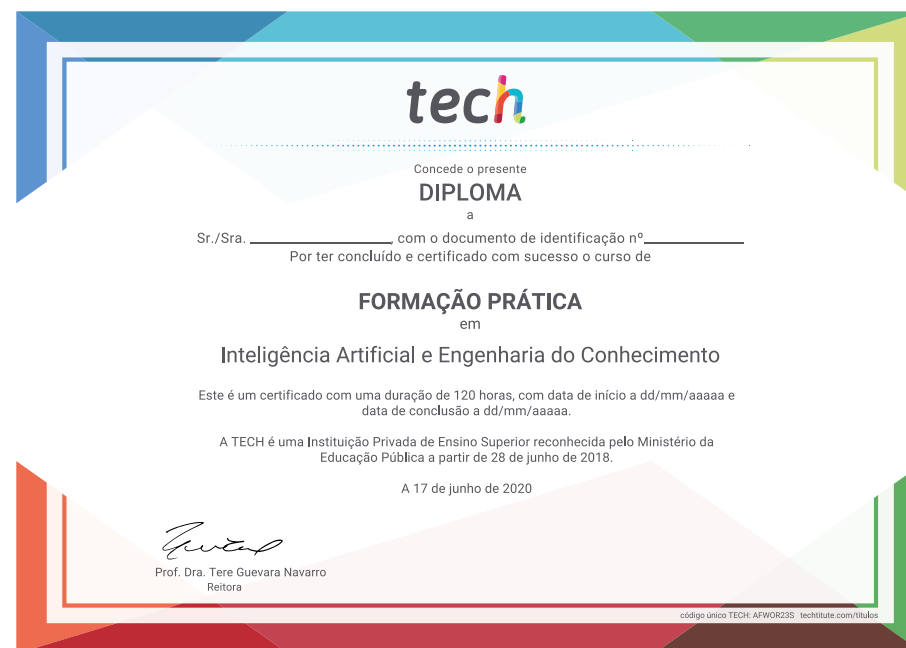 tech
Concede o presente
DIPLOMA
a
Sr./Sra. ____________________, com o documento de identificação nº______________
Por ter concluído e certificado com sucesso o curso de
FORMAÇÃO PRÁTICA
em
Inteligência Artificial e Engenharia do Conhecimento
Este é um certificado com uma duração de 120 horas, com data de início a dd/mm/aaaaa e
data de conclusão a dd/mm/aaaaa.
A TECH é uma Instituição Privada de Ensino Superior reconhecida pelo Ministério da
Educação Pública a partir de 28 de junho de 2018.
A 17 de junho de 2020
Prof. Dra. Tere Guevara Navarro
Reitora
código único TECH: AFWOR23S techtitute.com/titulos